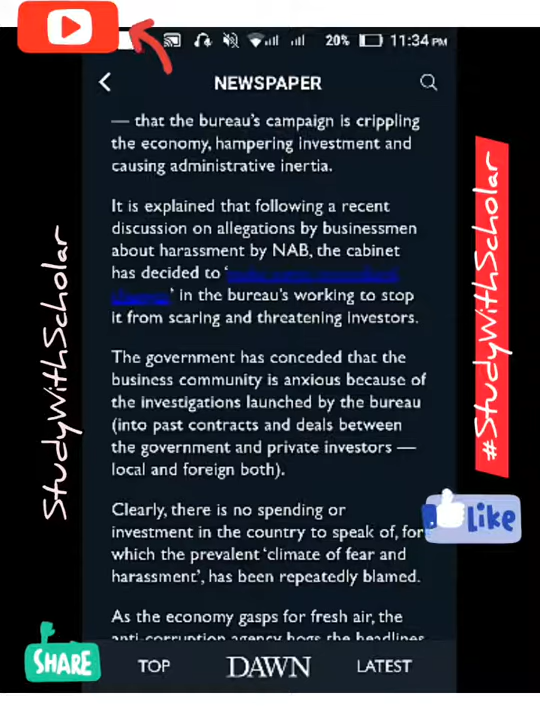 20% 11:34 PM
NEWSPAPER
— that the bureau's campaign is crippling
the economy, hampering investment and
causing administrative inertia.
It is explained that following a recent
discussion on allegations by businessmen
about harassment by NAB, the cabinet
has decided to '
' in the bureau's working to stop
it from scaring and threatening investors.
The government has conceded that the
business community is anxious because of
the investigations launched by the bureau
(into past contracts and deals between
the government and private investors —
local and foreign both).
Clearly, there is no spending or
investment in the country to speak of, for
which the prevalent 'climate of fear and
harassment', has been repeatedly blamed.
As the economy gasps for fresh air, the
anti-corruption agency hogs the headlines
TOP DAWN LATEST
StudyWithScholar
#StudyWithScholar
Like
SHARE